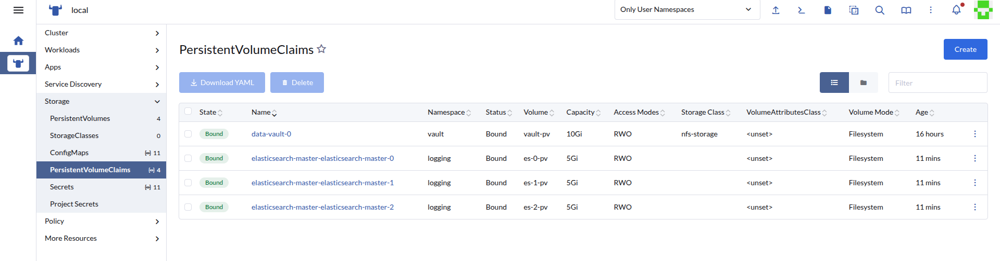 local
Only User Namespaces
Cluster
Workloads
Apps
Service Discovery
Storage
PersistentVolumes 4
StorageClasses 0
ConfigMaps 11
PersistentVolumeClaims 4
Secrets 11
Project Secrets
Policy
More Resources
PersistentVolumeClaims
Create
Download YAML
Delete
Filter
State Name Namespace Status Volume Capacity Access Modes Storage Class VolumeAttributesClass Volume Mode Age
Bound data-vault-0 vault Bound vault-pv 10Gi RWO nfs-storage <unset> Filesystem 16 hours
Bound elasticsearch-master-elasticsearch-master-0 logging Bound es-0-pv 5Gi RWO <unset> Filesystem 11 mins
Bound elasticsearch-master-elasticsearch-master-1 logging Bound es-1-pv 5Gi RWO <unset> Filesystem 11 mins
Bound elasticsearch-master-elasticsearch-master-2 logging Bound es-2-pv 5Gi RWO <unset> Filesystem 11 mins